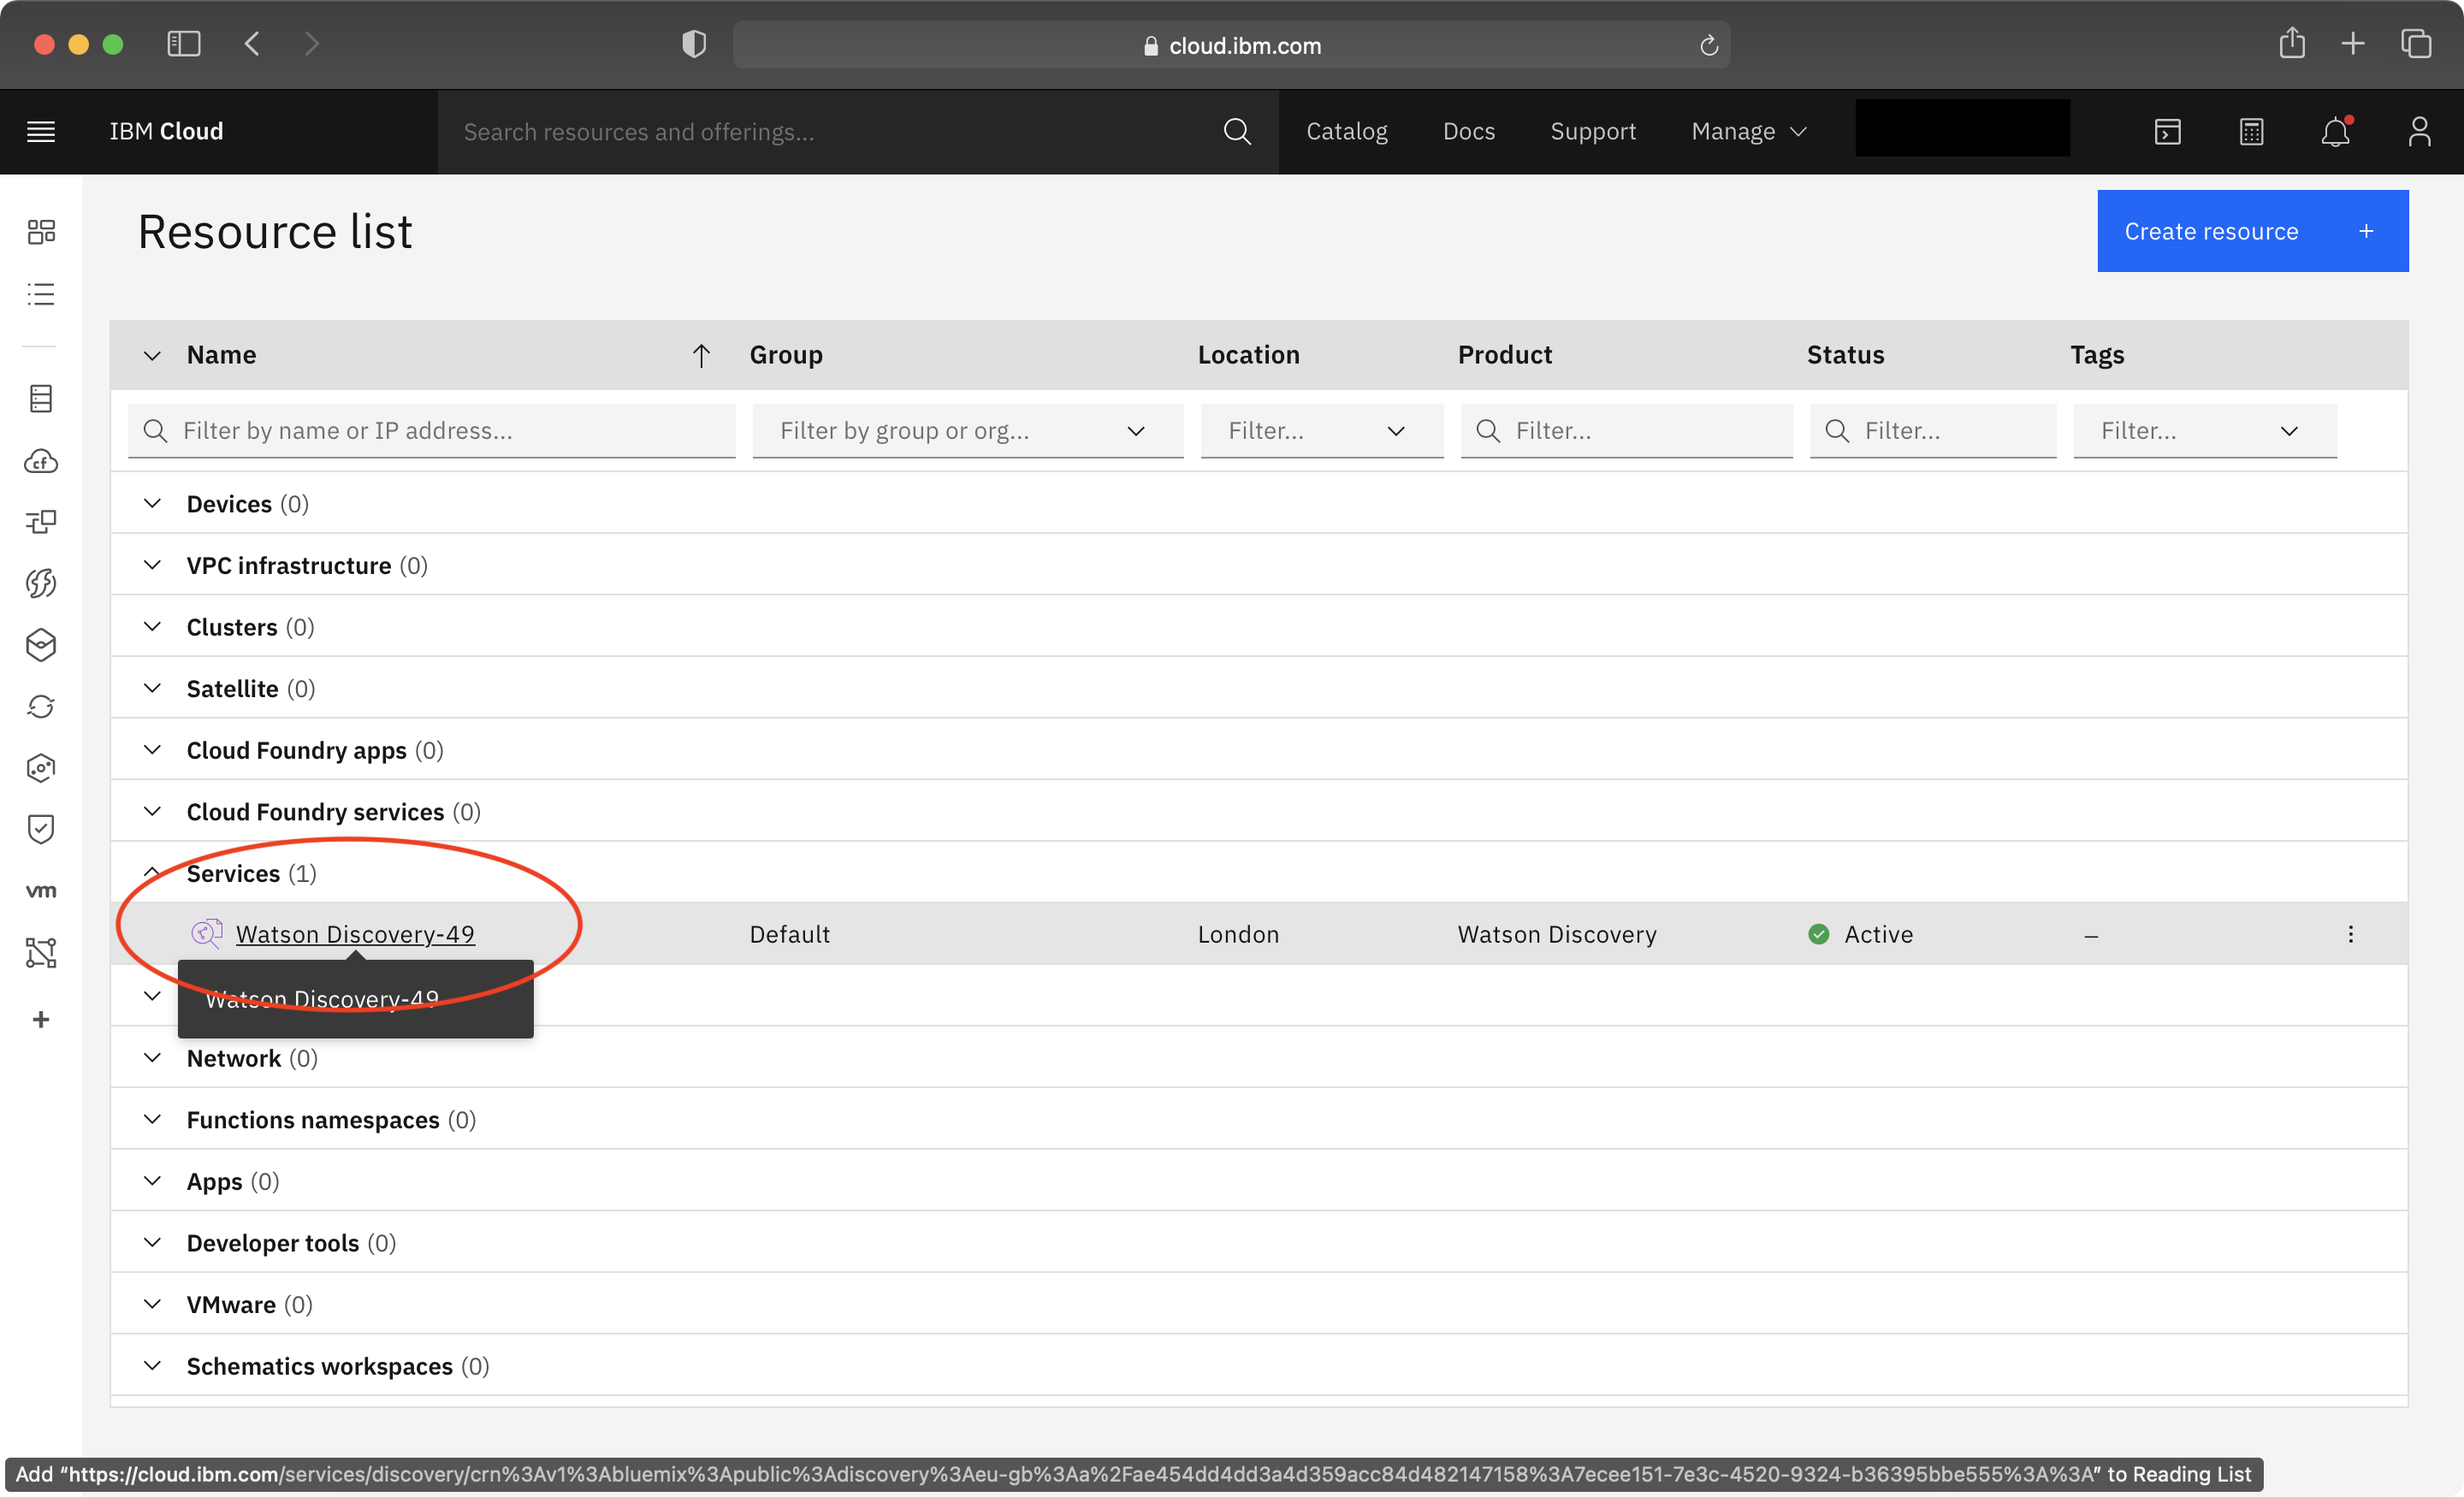 cloud.ibm.com
IBM Cloud
Search resources and offerings...
Catalog
Docs
Support
Manage
Resource list
Create resource +
Name
Group
Location
Product
Status
Tags
Filter by name or IP address...
Filter by group or org...
Filter...
Filter...
Filter...
Filter...
Devices (0)
VPC infrastructure (0)
cf
Clusters (0)
Satellite (0)
Cloud Foundry apps (0)
Cloud Foundry services (0)
Services (1)
vm
Watson Discovery-49
Default
London
Watson Discovery
Active
–
Watson Discovery-49
Network (0)
Functions namespaces (0)
Apps (0)
Developer tools (0)
VMware (0)
Schematics workspaces (0)
Add “https://cloud.ibm.com/services/discovery/crn%3Av1%3Abluemix%3Apublic%3Adiscovery%3Aeu-gb%3Aa%2Fae454dd4dd3a4d359acc84d482147158%3A7ecee151-7e3c-4520-9324-b36395bbe555%3A%3A” to Reading List